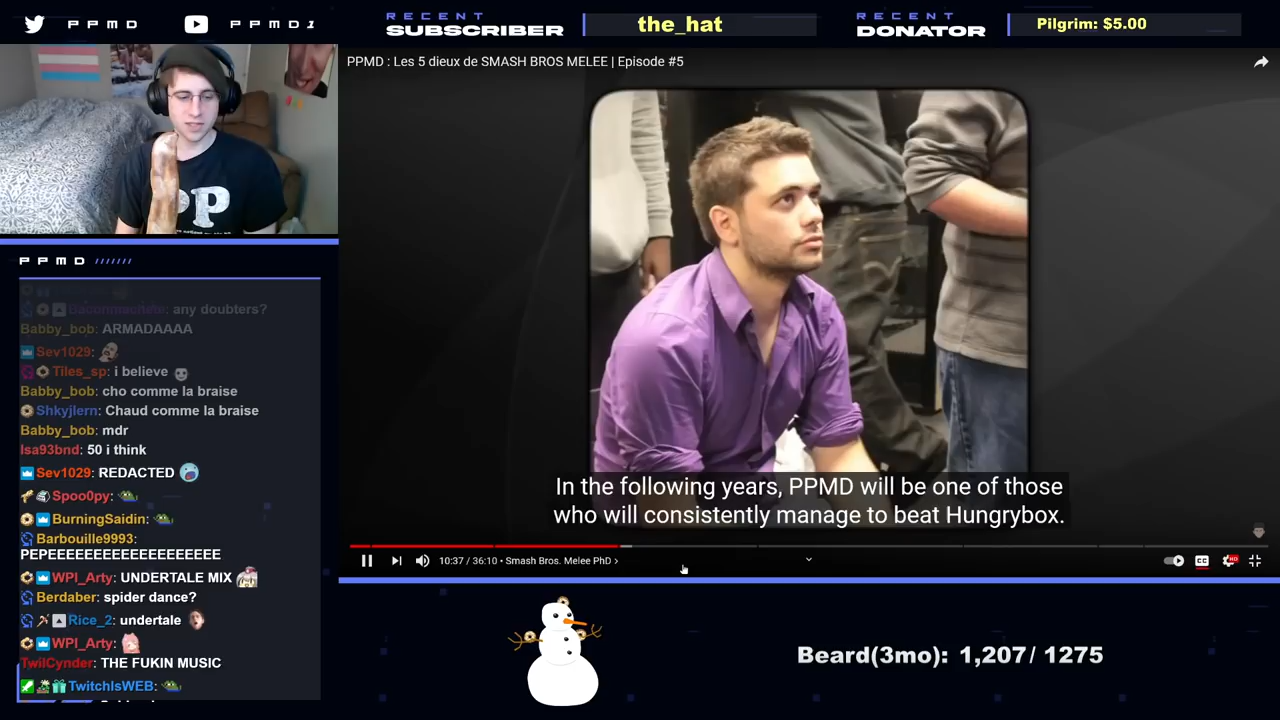 PPMD
PPMD1
RECENT
SUBSCRIBER
the_hat
RECENT
DONATOR
Pilgrim: $5.00
PPMD : Les 5 dieux de SMASH BROS MELEE | Episode #5
PP
PPMD ///////
any doubters?
Babby_bob: ARMADAAAA
Sev1029:
Tiles_sp: i believe
Babby_bob: cho comme la braise
Shkyjlern: Chaud comme la braise
Babby_bob: mdr
Isa93bnd: 50 i think
Sev1029: REDACTED
Spoo0py:
BurningSaidin:
Barbouille9993:
PEPEEEEEEEEEEEEEEEEEEE
WPI_Arty: UNDERTALE MIX
Berdaber: spider dance?
Rice_2: undertale
WPI_Arty:
TwilCynder: THE FUKIN MUSIC
TwitchIsWEB:
In the following years, PPMD will be one of those
who will consistently manage to beat Hungrybox.
10:37 / 36:10 • Smash Bros. Melee PhD ›
CC
HD
Beard(3mo): 1,207/ 1275